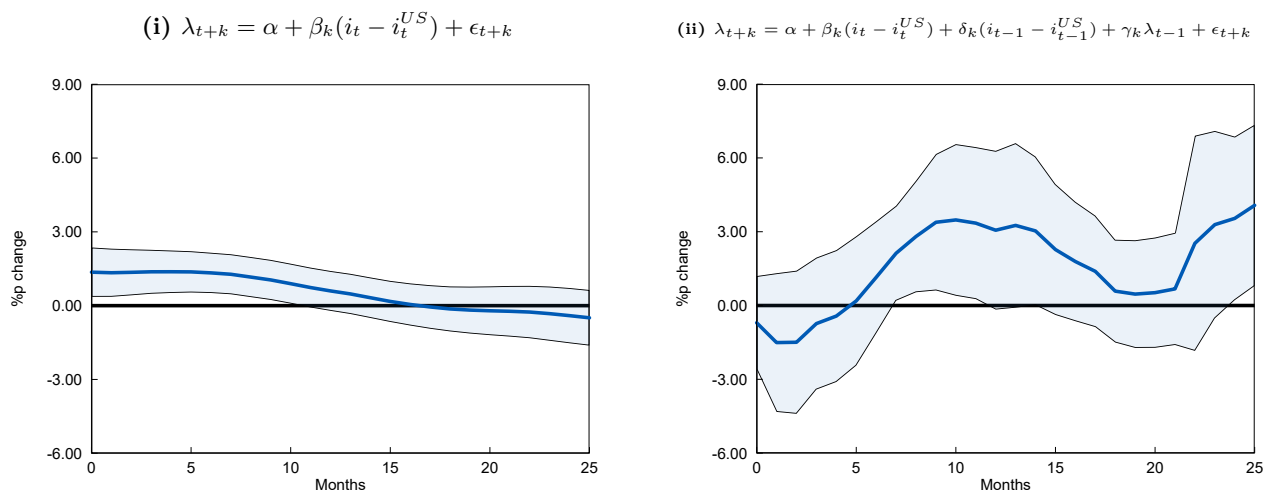 (i) λ_{t+k} = α + β_k(i_t − i_t^{US}) + ϵ_{t+k}
9.00
6.00
3.00
0.00
-3.00
-6.00
%p change
0 5 10 15 20 25
Months
(ii) λ_{t+k} = α + β_k(i_t − i_t^{US}) + δ_k(i_{t−1} − i_{t−1}^{US}) + γ_kλ_{t−1} + ϵ_{t+k}
9.00
6.00
3.00
0.00
-3.00
-6.00
%p change
0 5 10 15 20 25
Months